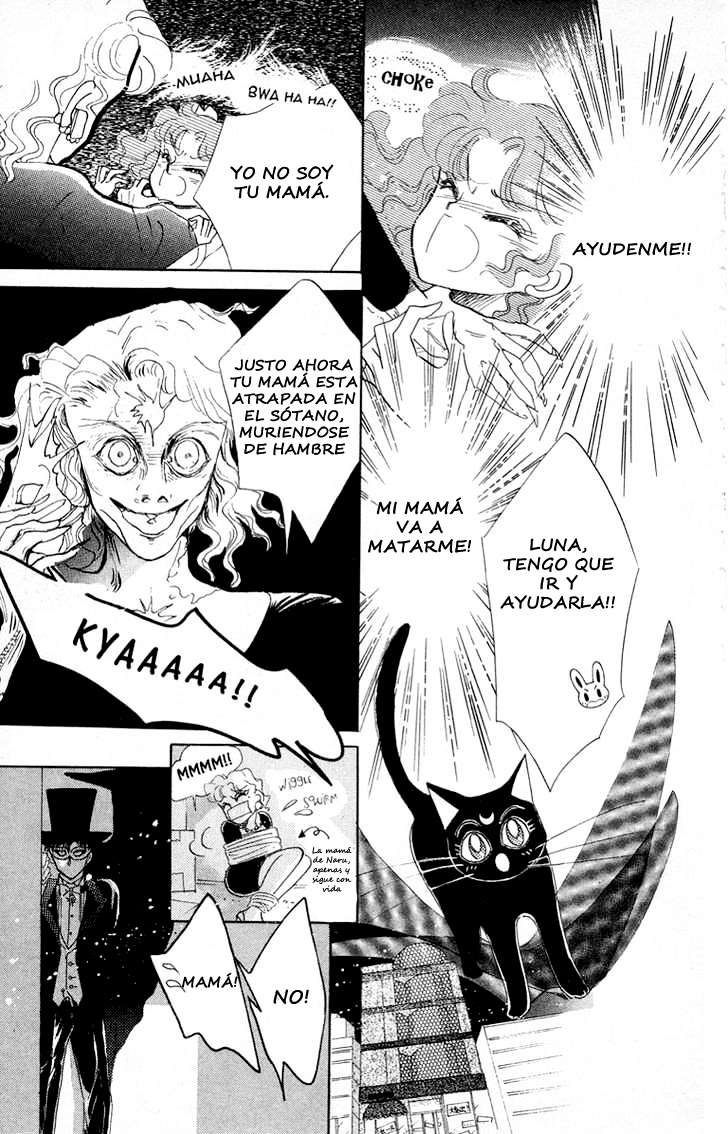 CHOKE
AYUDENME!!
MI MAMÁ
VA A
MATARME!
LUNA,
TENGO QUE
IR Y
AYUDARLA!!
MUAHA
BWA HA HA!!
YO NO SOY
TU MAMÁ.
JUSTO AHORA
TU MAMÁ ESTA
ATRAPADA EN
EL SÓTANO,
MURIENDOSE
DE HAMBRE
KYAAAAA!!
MMMM!!
WIGGLE
SQUIRM
La mamá
de Naru,
apenas y
sigue con
vida
NO!
MAMÁ!